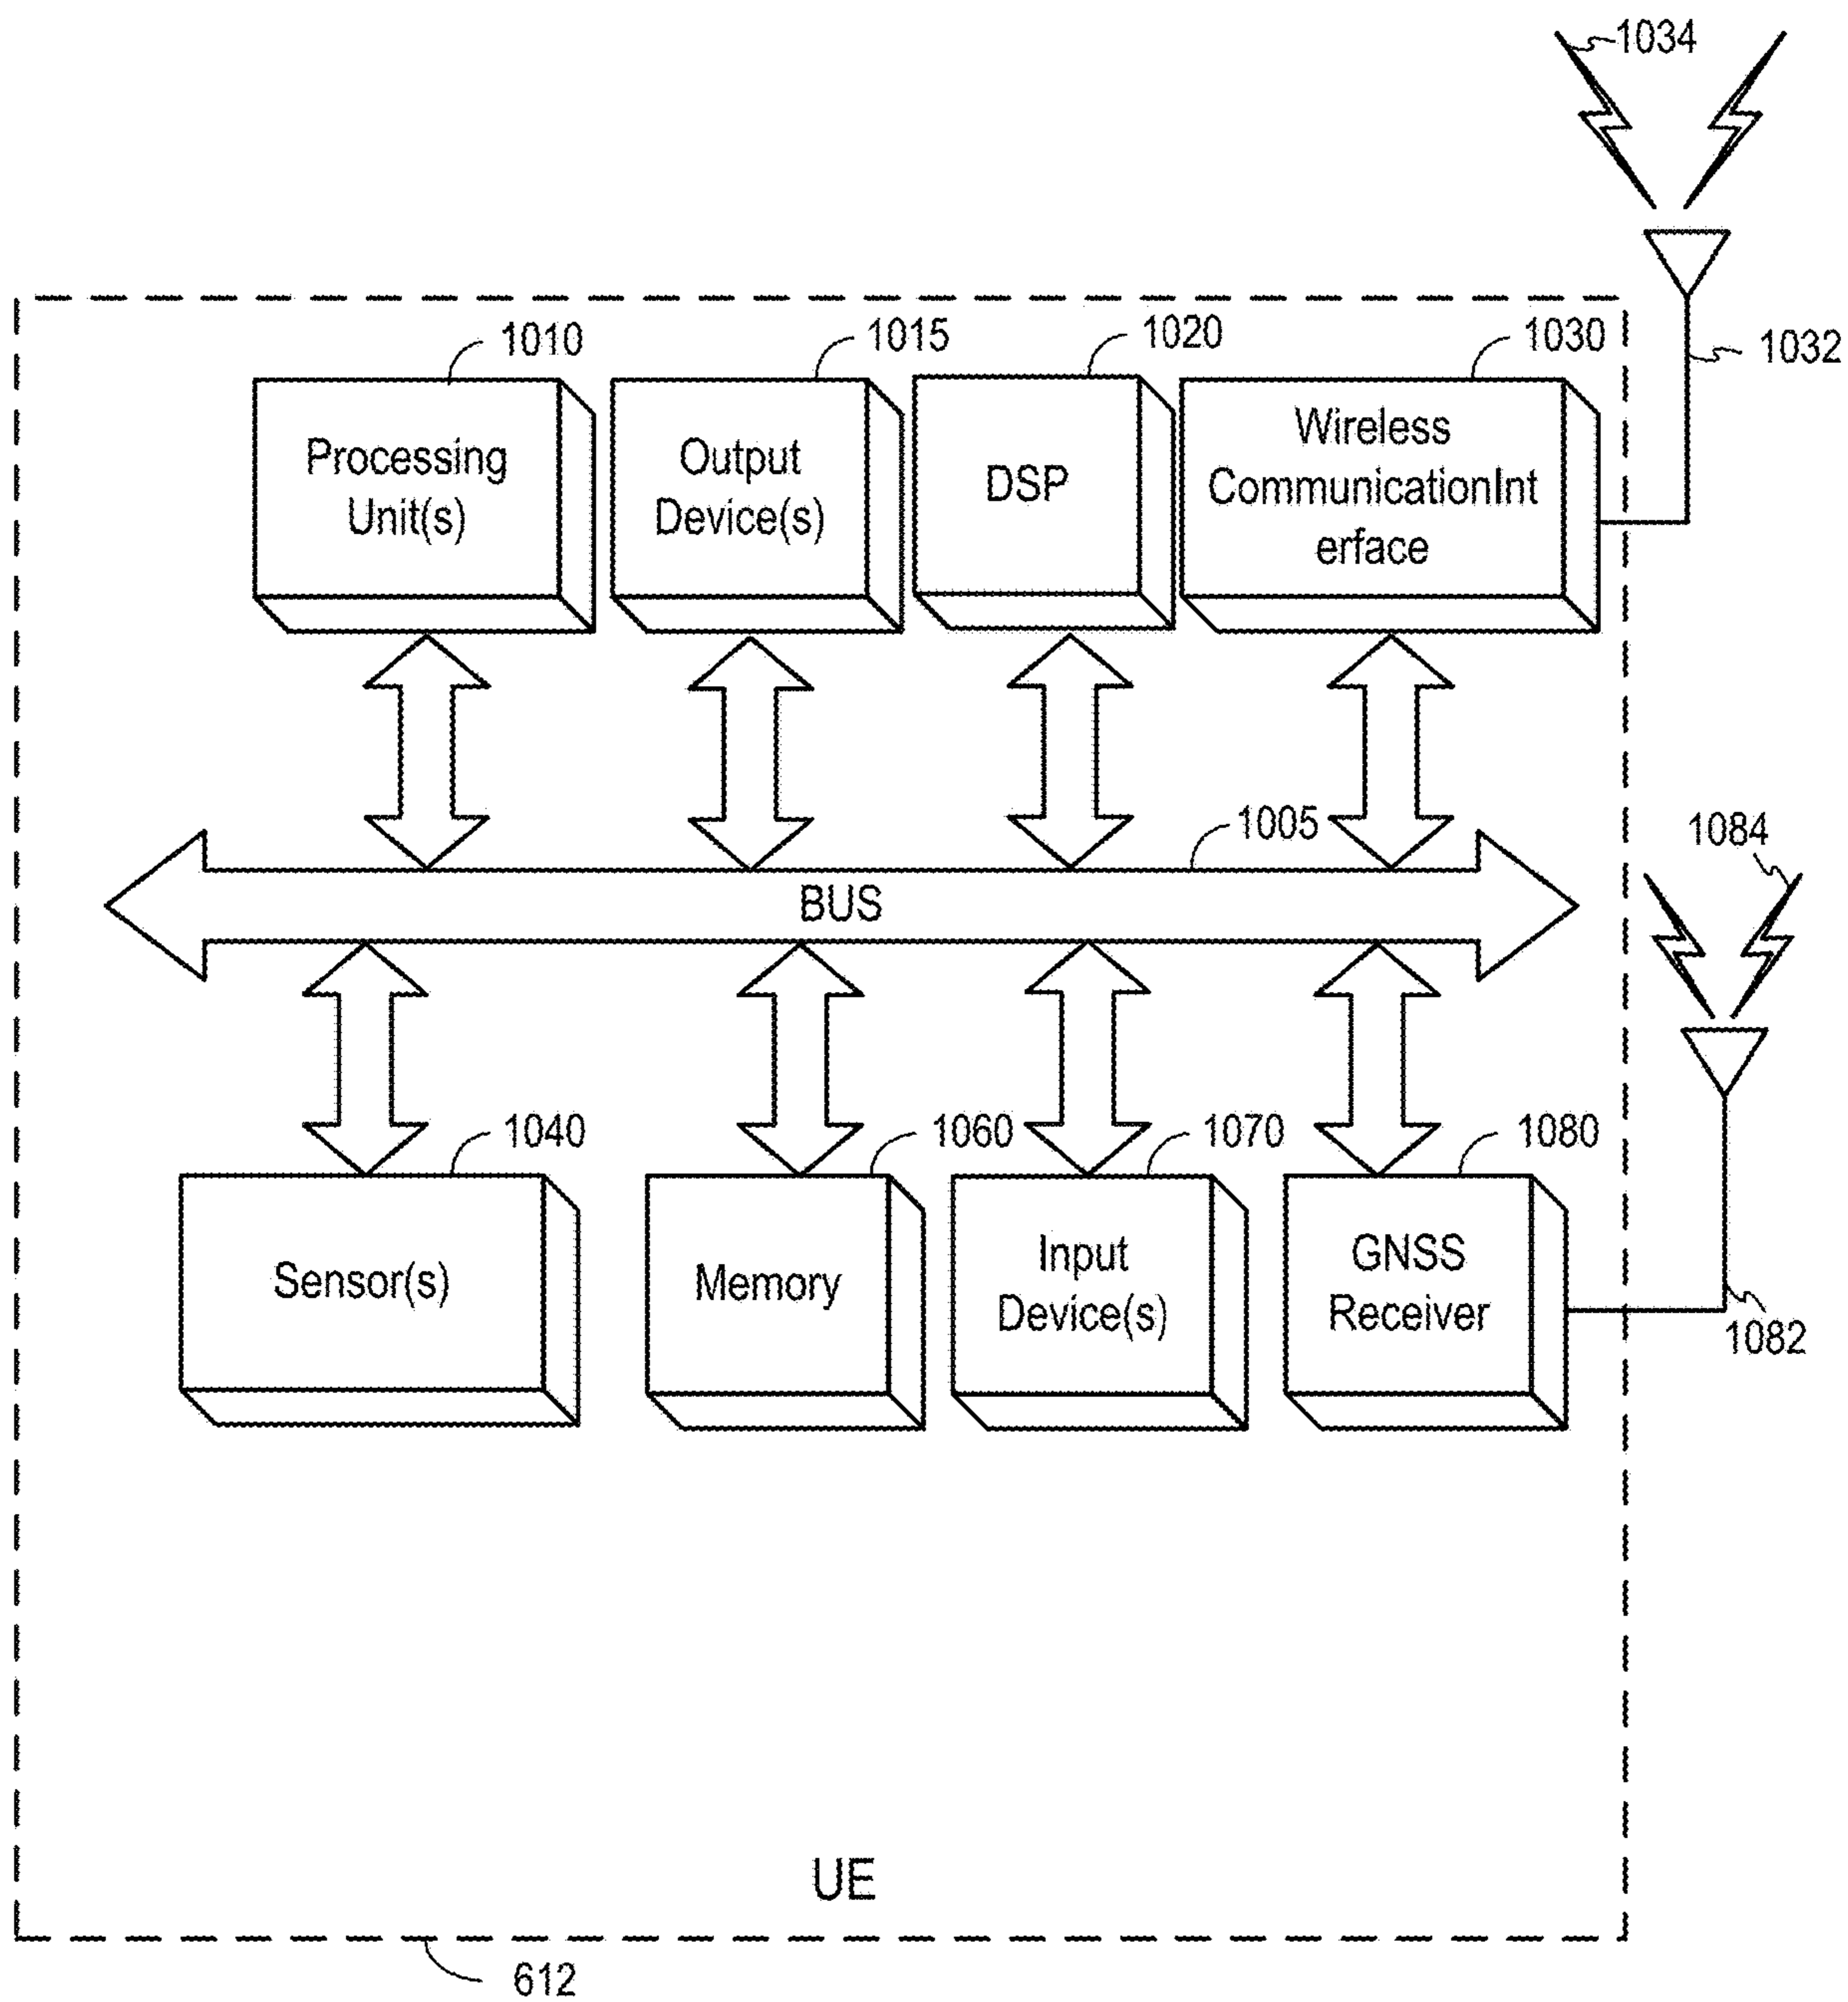 1034
1032
1010
1015
1020
1030
Processing
Unit(s)
Output
Device(s)
DSP
Wireless
CommunicationInt
erface
1005
BUS
1084
1040
1060
1070
1080
1082
Sensor(s)
Memory
Input
Device(s)
GNSS
Receiver
UE
612